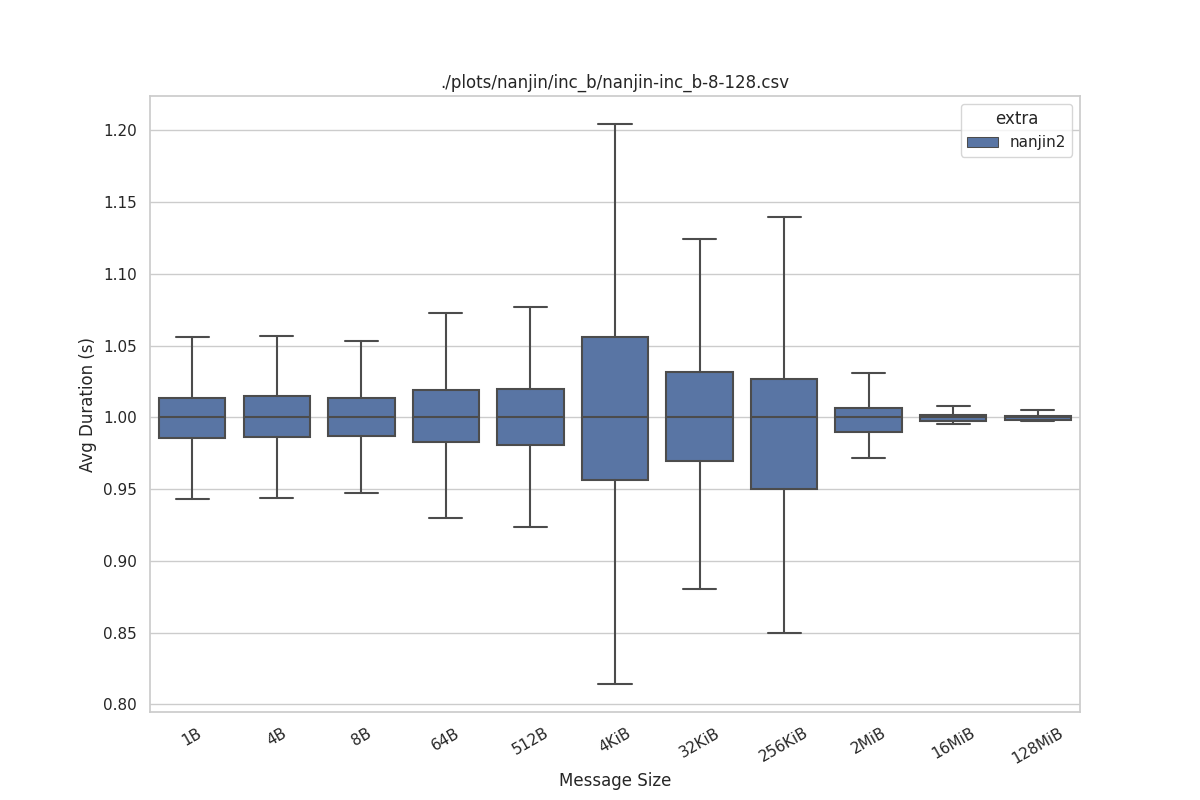 ./plots/nanjin/inc_b/nanjin-inc_b-8-128.csv
extra
nanjin2
Avg Duration (s)
1.20
1.15
1.10
1.05
1.00
0.95
0.90
0.85
0.80
1B
4B
8B
64B
512B
4KiB
32KiB
256KiB
2MiB
16MiB
128MiB
Message Size